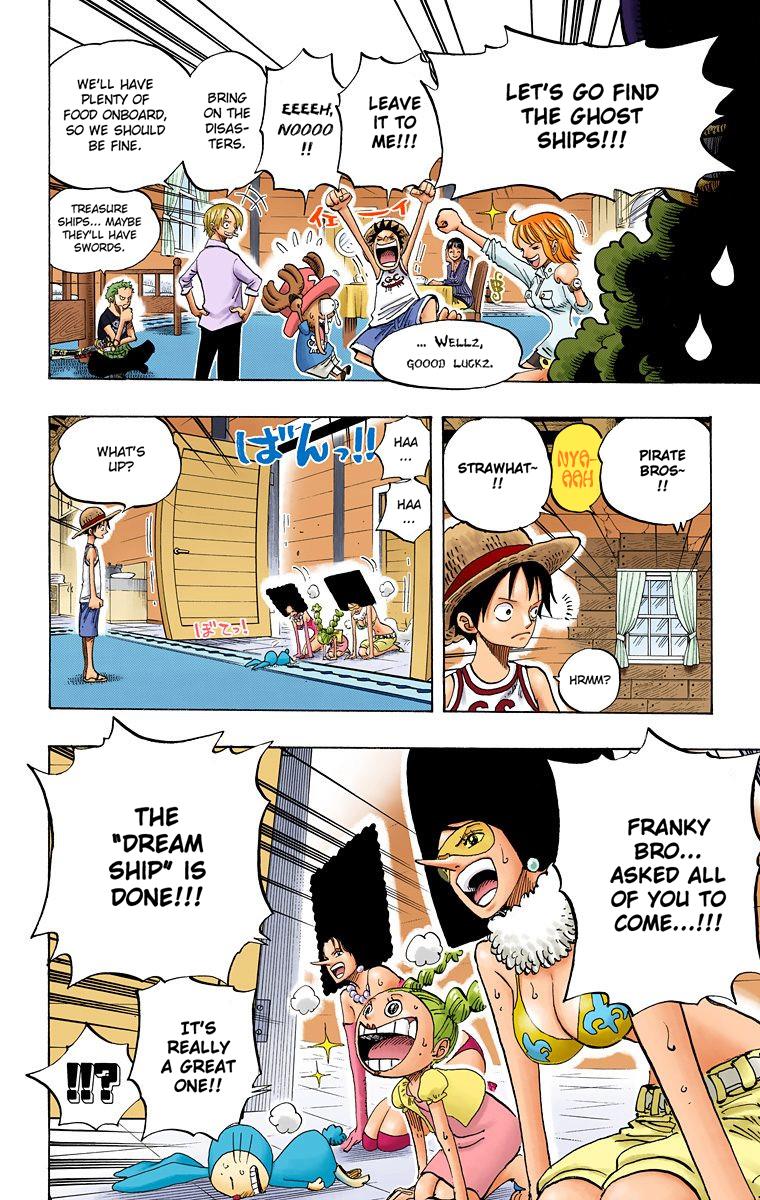 LET'S GO FIND
THE GHOST
SHIPS!!!
LEAVE
IT TO
ME!!!
EEEEH,
NOOOO
!!
BRING
ON THE
DISAS-
TERS.
WE'LL HAVE
PLENTY OF
FOOD ONBOARD,
SO WE SHOULD
BE FINE.
TREASURE
SHIPS... MAYBE
THEY'LL HAVE
SWORDS.
イェーイ
... WELLZ,
GOOOD LUCKZ.
PIRATE
BROS~
!!
NYA-
AAH
STRAWHAT~
!!
HRMM?
ばんっ!!
HAA
...
HAA
...
WHAT'S
UP?
ぼてっ!
FRANKY
BRO...
ASKED ALL
OF YOU TO
COME...!!!
THE
"DREAM
SHIP" IS
DONE!!!
IT'S
REALLY
A GREAT
ONE!!
!!?